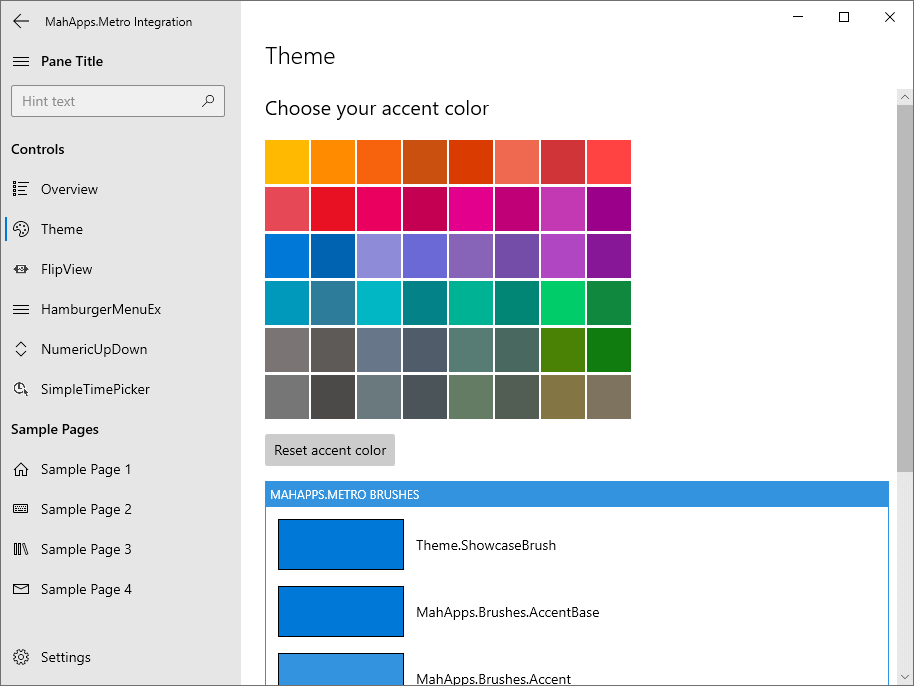 MahApps.Metro Integration
Pane Title
Hint text
Controls
Overview
Theme
FlipView
HamburgerMenuEx
NumericUpDown
SimpleTimePicker
Sample Pages
Sample Page 1
Sample Page 2
Sample Page 3
Sample Page 4
Settings
Theme
Choose your accent color
Reset accent color
MAHAPPS.METRO BRUSHES
Theme.ShowcaseBrush
MahApps.Brushes.AccentBase
MahApps.Brushes.Accent